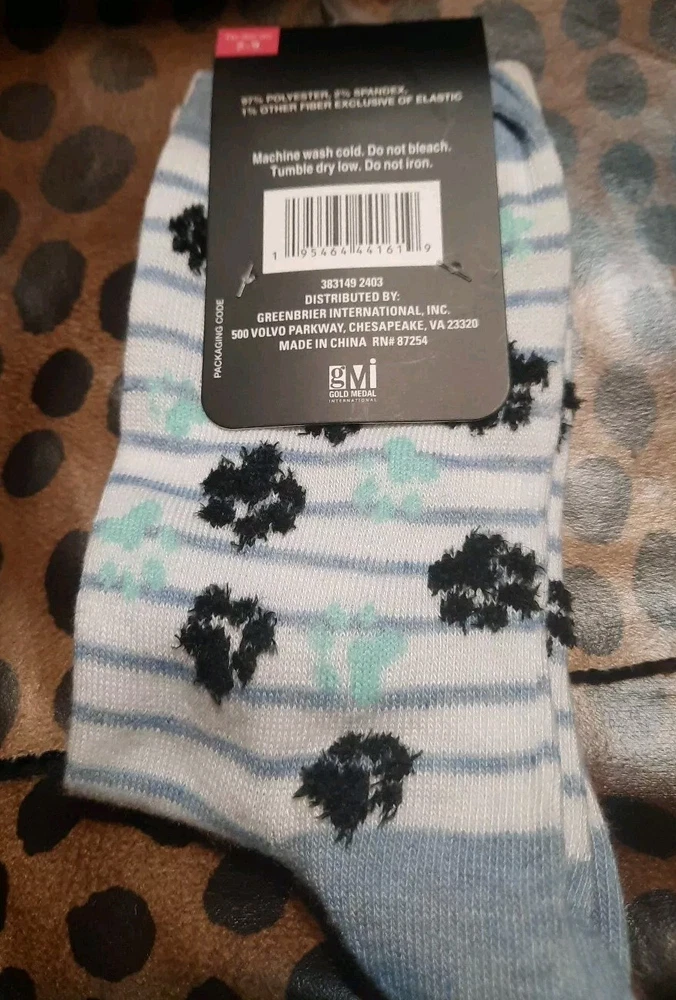 97% POLYESTER, 2% SPANDEX,
1% OTHER FIBER EXCLUSIVE OF ELASTIC
Machine wash cold. Do not bleach.
Tumble dry low. Do not iron.
1 95464 44161 9
383149 2403
DISTRIBUTED BY:
GREENBRIER INTERNATIONAL, INC.
500 VOLVO PARKWAY, CHESAPEAKE, VA 23320
MADE IN CHINA RN# 87254
PACKAGING CODE
gMi
GOLD MEDAL
INTERNATIONAL